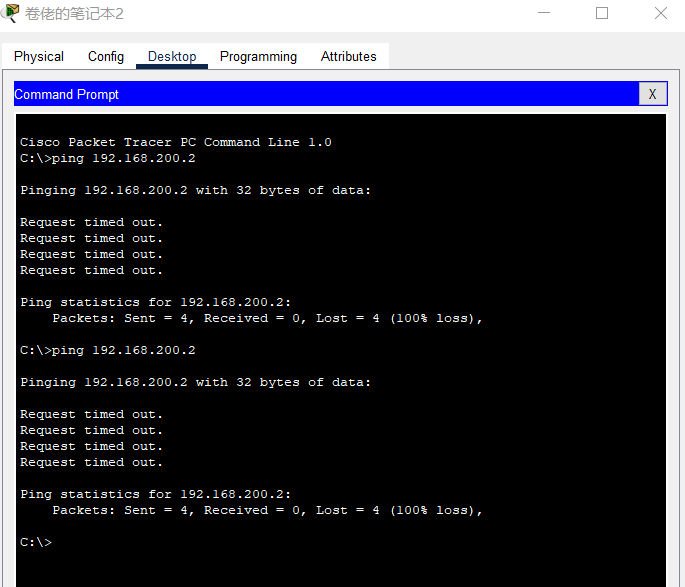 卷佬的笔记本2
Physical Config Desktop Programming Attributes
Command Prompt X
Cisco Packet Tracer PC Command Line 1.0
C:\>ping 192.168.200.2
Pinging 192.168.200.2 with 32 bytes of data:
Request timed out.
Request timed out.
Request timed out.
Request timed out.
Ping statistics for 192.168.200.2:
    Packets: Sent = 4, Received = 0, Lost = 4 (100% loss),
C:\>ping 192.168.200.2
Pinging 192.168.200.2 with 32 bytes of data:
Request timed out.
Request timed out.
Request timed out.
Request timed out.
Ping statistics for 192.168.200.2:
    Packets: Sent = 4, Received = 0, Lost = 4 (100% loss),
C:\>